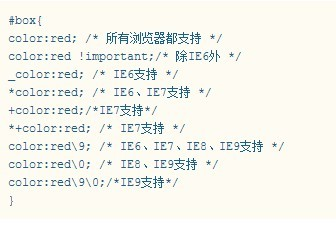 #box{
color:red; /* 所有浏览器都支持 */
color:red !important;/* 除IE6外 */
_color:red; /* IE6支持 */
*color:red; /* IE6、IE7支持 */
+color:red;/*IE7支持*/
*+color:red; /* IE7支持 */
color:red\9; /* IE6、IE7、IE8、IE9支持 */
color:red\0; /* IE8、IE9支持 */
color:red\9\0;/*IE9支持*/
}